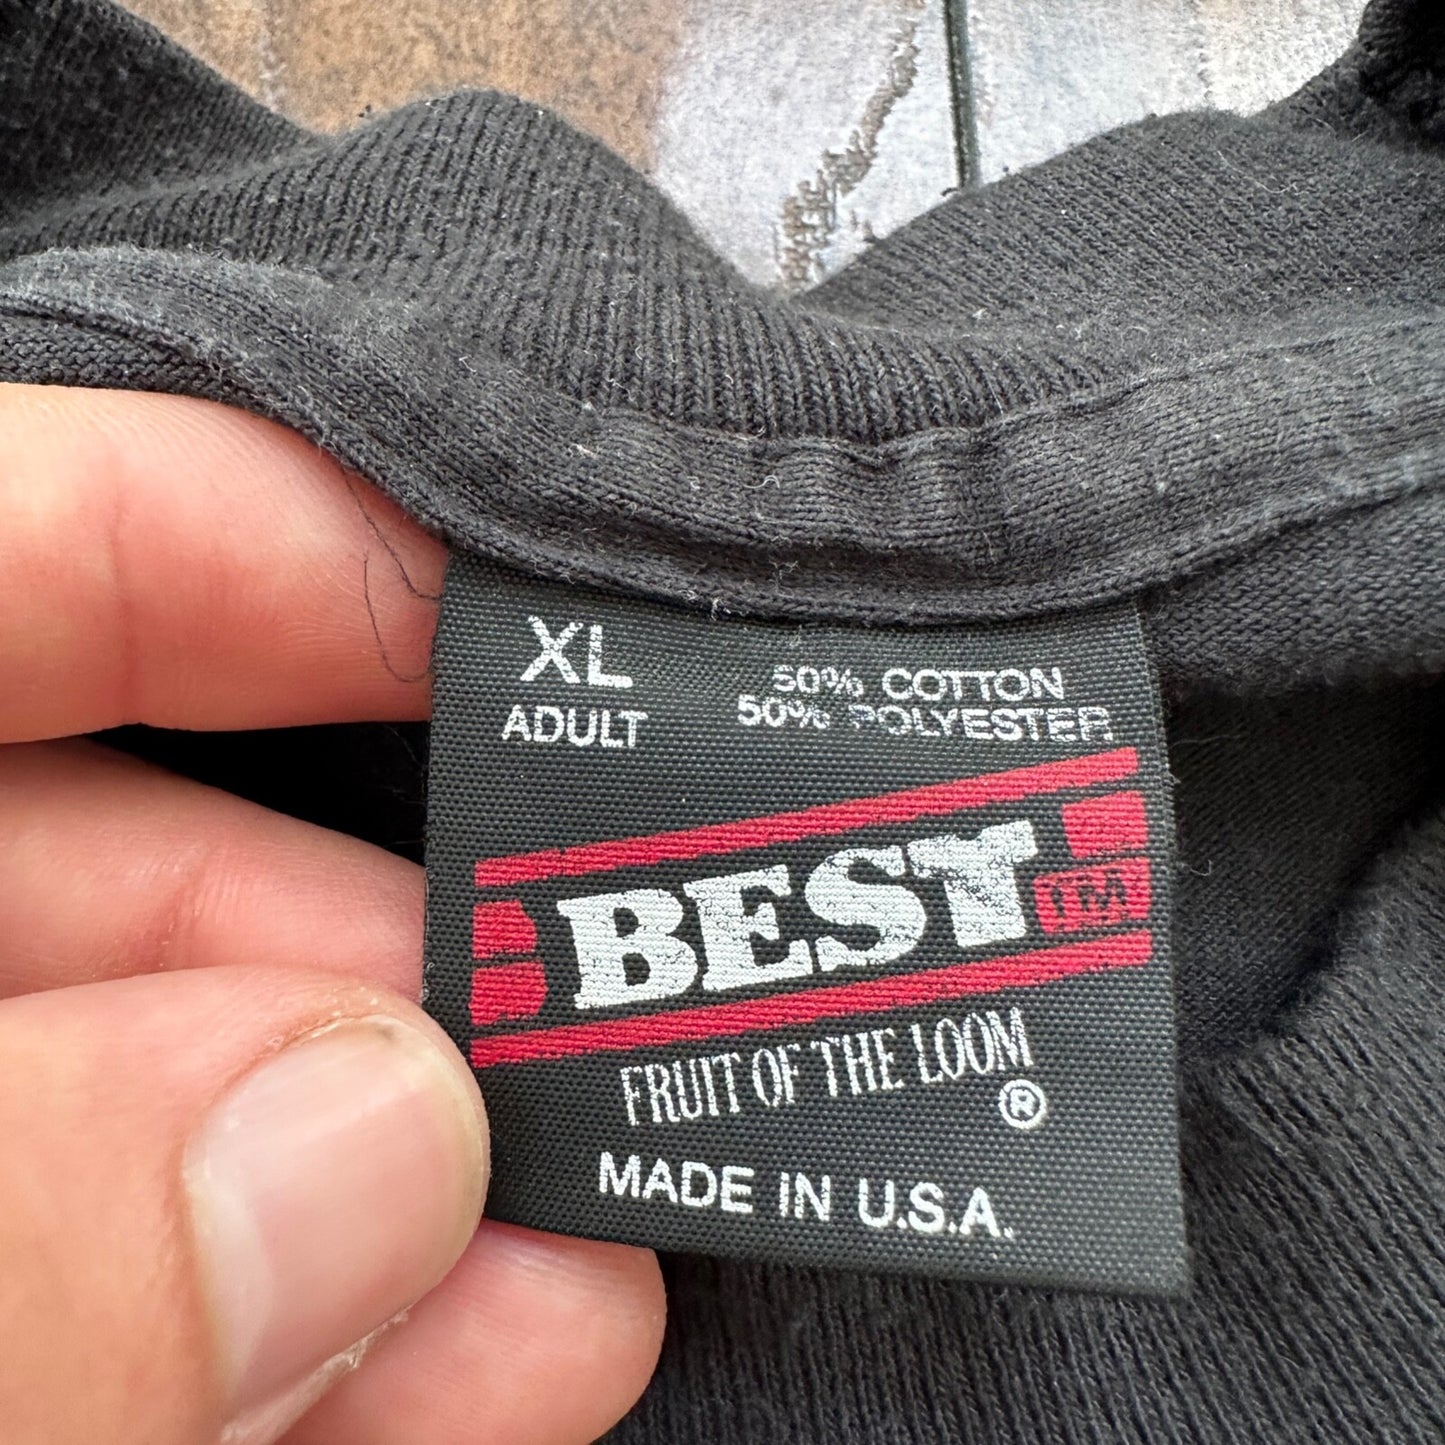 XL
ADULT
50% COTTON
50% POLYESTER
BEST TM
FRUIT OF THE LOOM
®
MADE IN U.S.A.